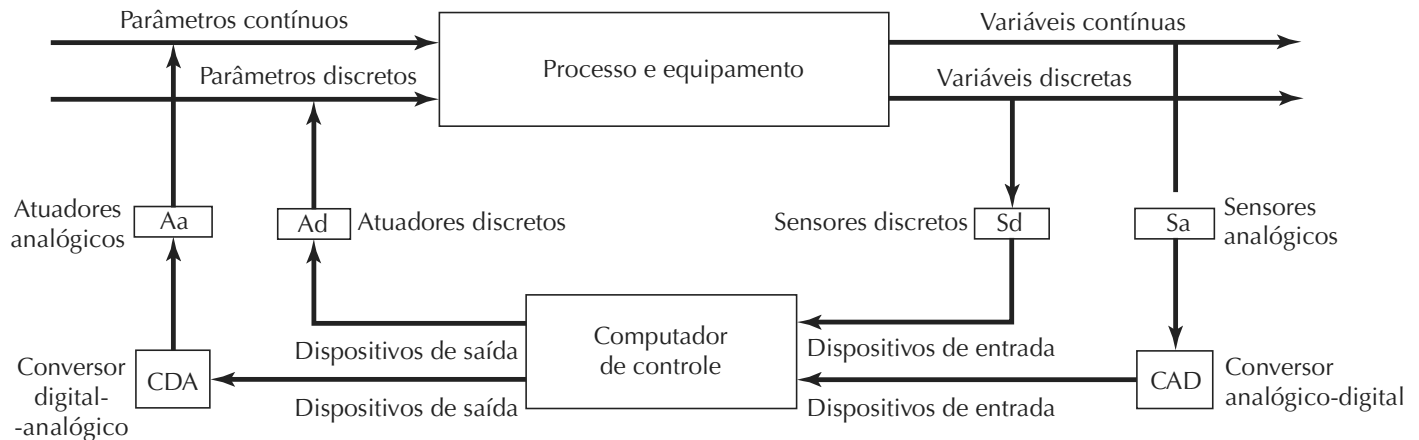 Parâmetros contínuos
Variáveis contínuas
Processo e equipamento
Parâmetros discretos
Variáveis discretas
Atuadores
analógicos
Aa
Ad
Atuadores discretos
Sensores discretos
Sd
Sa
Sensores
analógicos
Computador
de controle
Dispositivos de saída
Dispositivos de entrada
Conversor
digital-
-analógico
CDA
Dispositivos de saída
Dispositivos de entrada
CAD
Conversor
analógico-digital